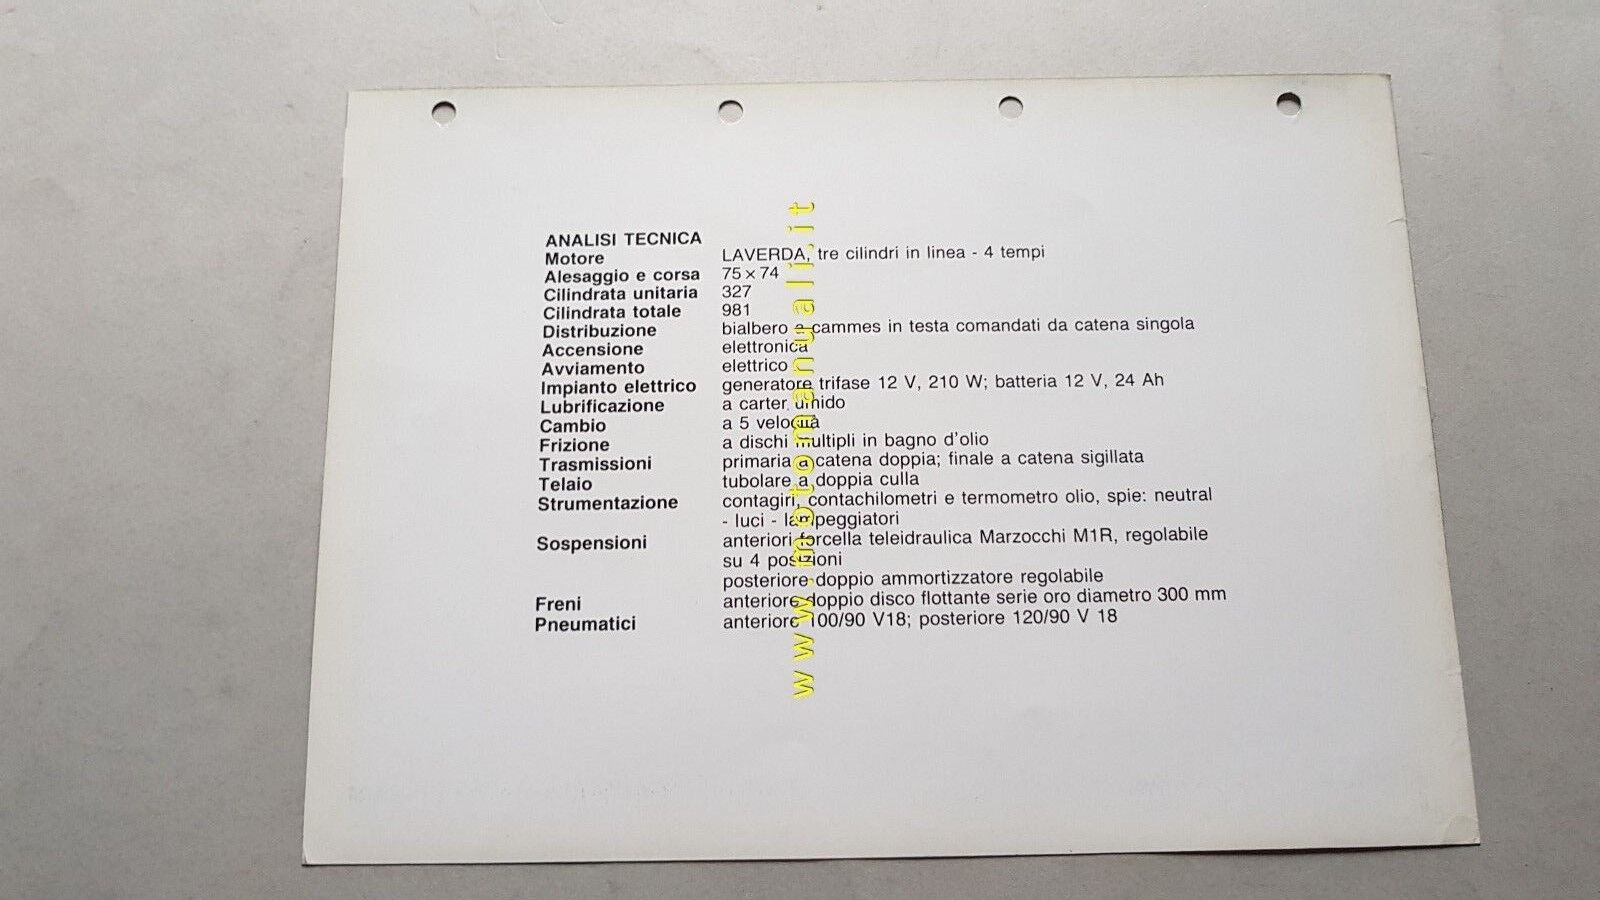 ANALISI TECNICA
Motore LAVERDA, tre cilindri in linea - 4 tempi
Alesaggio e corsa 75 × 74
Cilindrata unitaria 327
Cilindrata totale 981
Distribuzione bialbero a cammes in testa comandati da catena singola
Accensione elettronica
Avviamento elettrico
Impianto elettrico generatore trifase 12 V, 210 W; batteria 12 V, 24 Ah
Lubrificazione a carter umido
Cambio a 5 velocità
Frizione a dischi multipli in bagno d'olio
Trasmissioni primaria a catena doppia; finale a catena sigillata
Telaio tubolare a doppia culla
Strumentazione contagiri, contachilometri e termometro olio, spie: neutral
- luci - lampeggiatori
Sospensioni anteriori forcella teleidraulica Marzocchi M1R, regolabile
su 4 posizioni
posteriore doppio ammortizzatore regolabile
Freni anteriore doppio disco flottante serie oro diametro 300 mm
Pneumatici anteriore 100/90 V18; posteriore 120/90 V 18
www.motomanuali.it